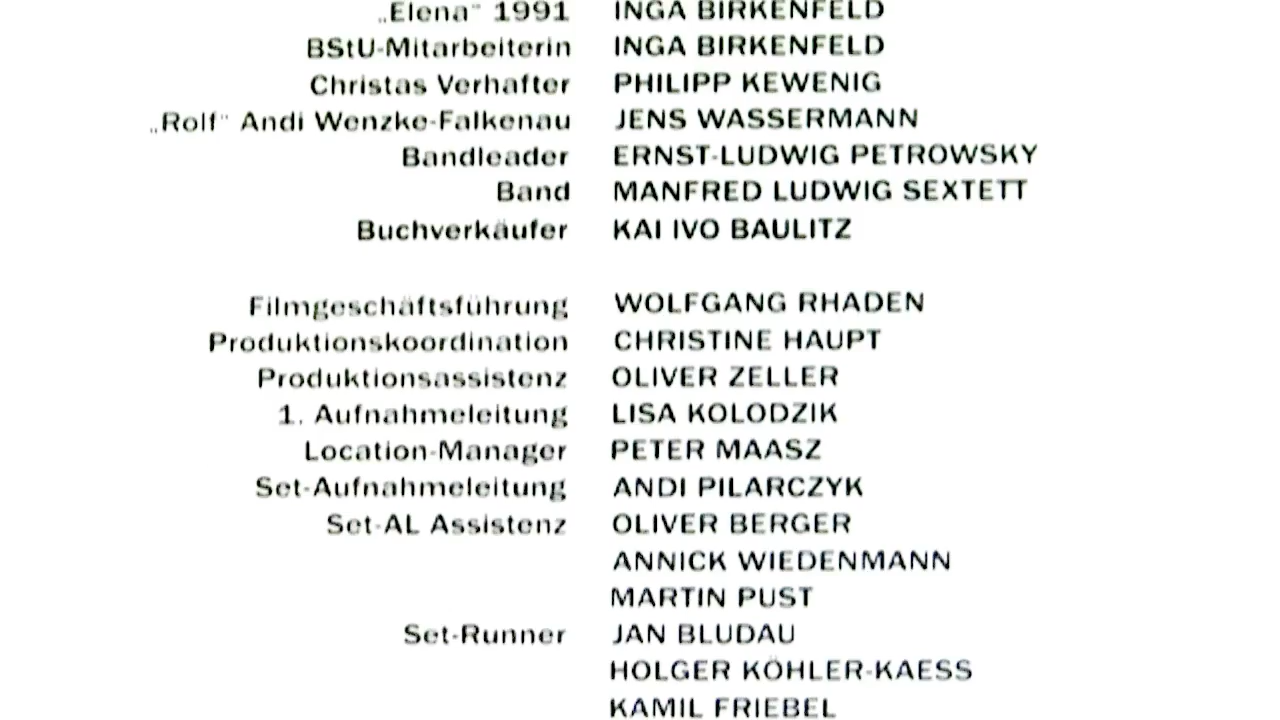 „Elena“ 1991 INGA BIRKENFELD
BStU-Mitarbeiterin INGA BIRKENFELD
Christas Verhafter PHILIPP KEWENIG
„Rolf“ Andi Wenzke-Falkenau JENS WASSERMANN
Bandleader ERNST-LUDWIG PETROWSKY
Band MANFRED LUDWIG SEXTETT
Buchverkäufer KAI IVO BAULITZ
Filmgeschäftsführung WOLFGANG RHADEN
Produktionskoordination CHRISTINE HAUPT
Produktionsassistenz OLIVER ZELLER
1. Aufnahmeleitung LISA KOLODZIK
Location-Manager PETER MAASZ
Set-Aufnahmeleitung ANDI PILARCZYK
Set-AL Assistenz OLIVER BERGER
ANNICK WIEDENMANN
MARTIN PUST
Set-Runner JAN BLUDAU
HOLGER KÖHLER-KAESS
KAMIL FRIEBEL